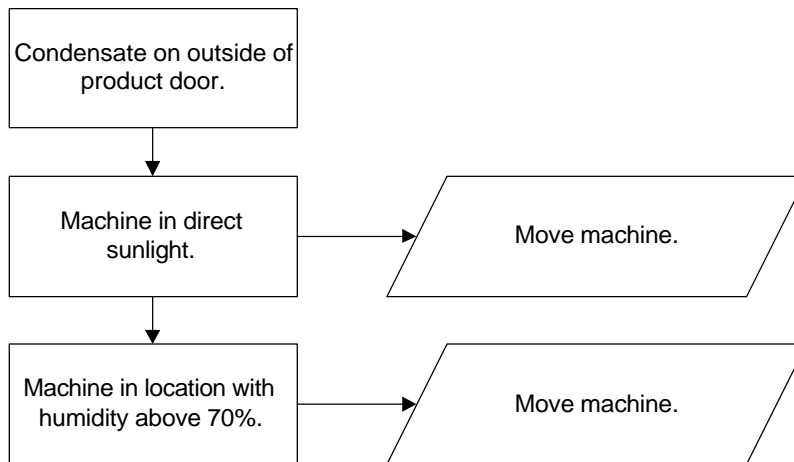 Condensate on outside of
product door.
Machine in direct
sunlight.
Move machine.
Machine in location with
humidity above 70%.
Move machine.